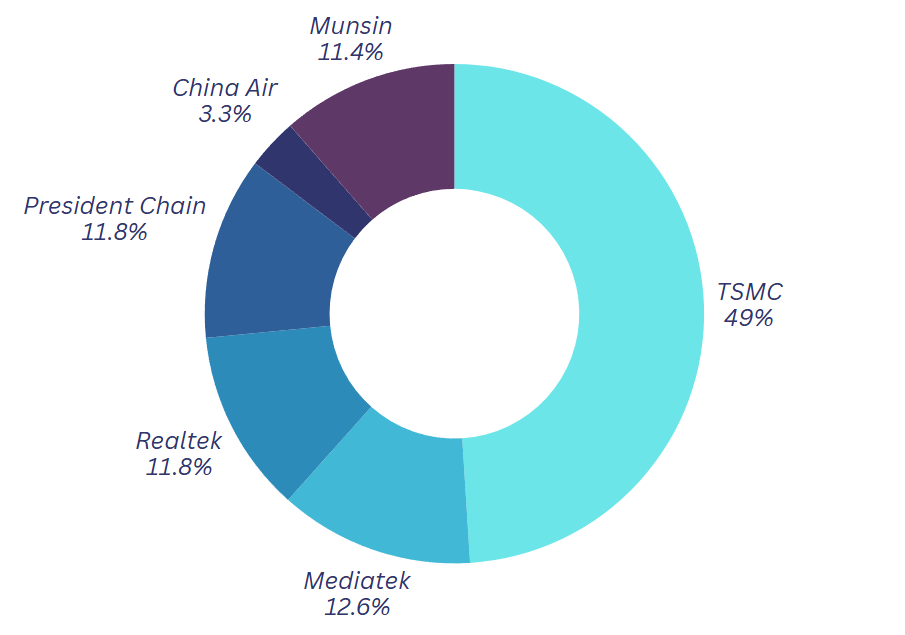 Munsin
11.4%
China Air
3.3%
President Chain
11.8%
TSMC
49%
Realtek
11.8%
Mediatek
12.6%